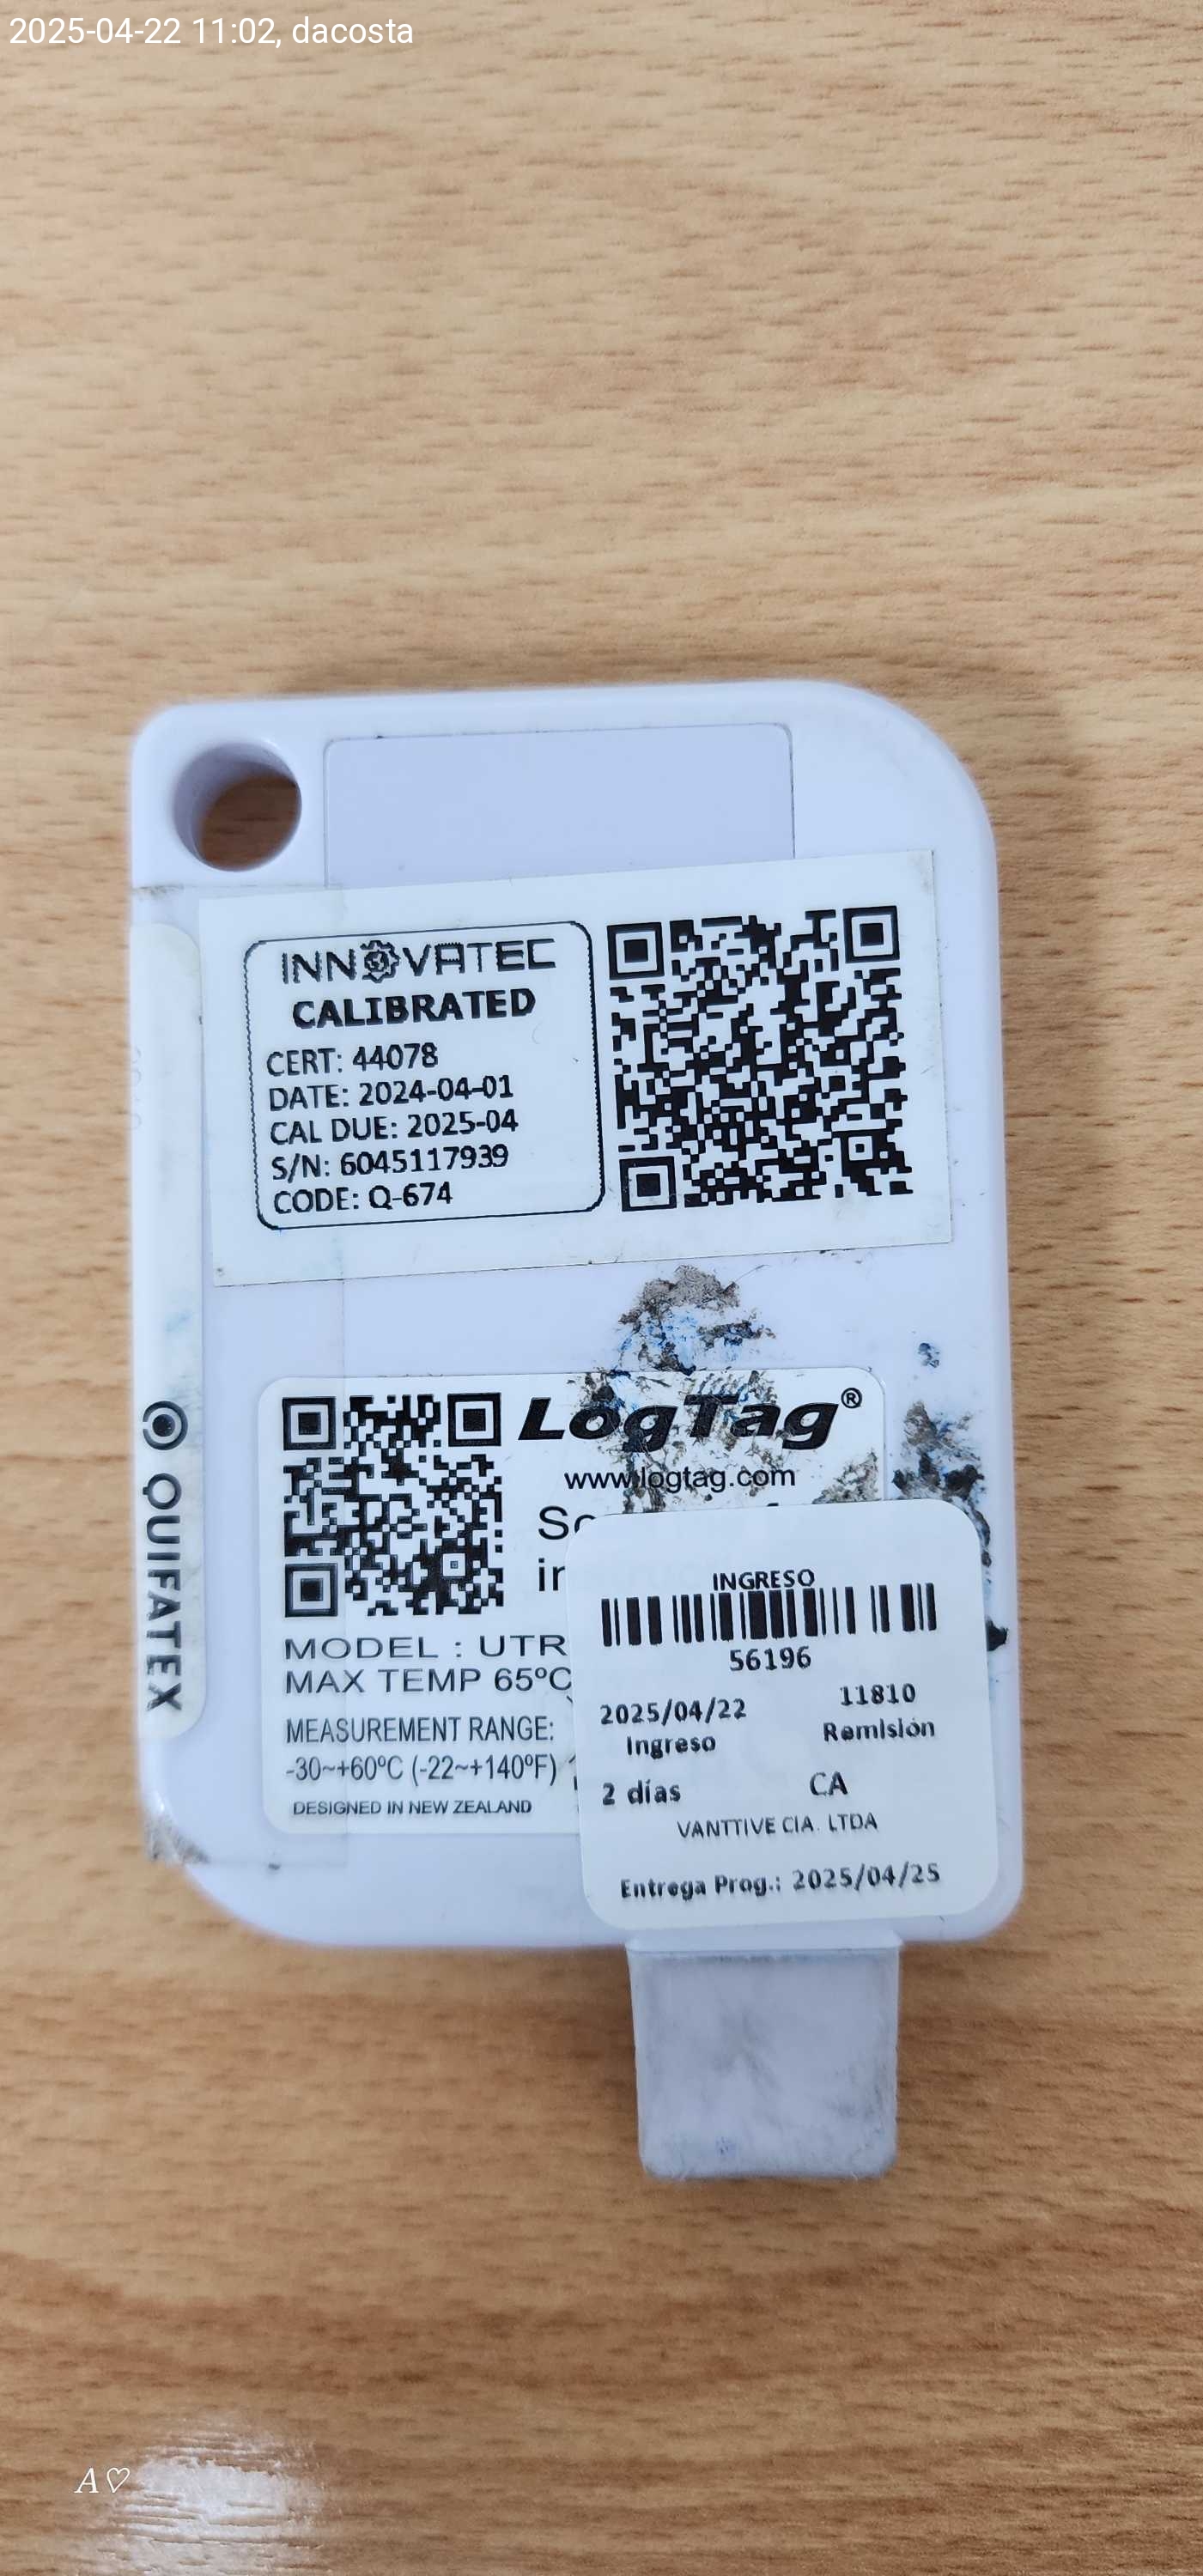 2025-04-22 11:02, dacosta
INNOVATEC
CALIBRATED
CERT: 44078
DATE: 2024-04-01
CAL DUE: 2025-04
S/N: 6045117939
CODE: Q-674
QUIFATEX
LogTag®
www.logtag.com
MODEL : UTR
MAX TEMP 65ºC
MEASUREMENT RANGE:
-30~+60ºC (-22~+140ºF)
DESIGNED IN NEW ZEALAND
INGRESO
56196
2025/04/22 11810
Ingreso Remisión
2 días CA
VANTTIVE CIA. LTDA
Entrega Prog.: 2025/04/25
A♡